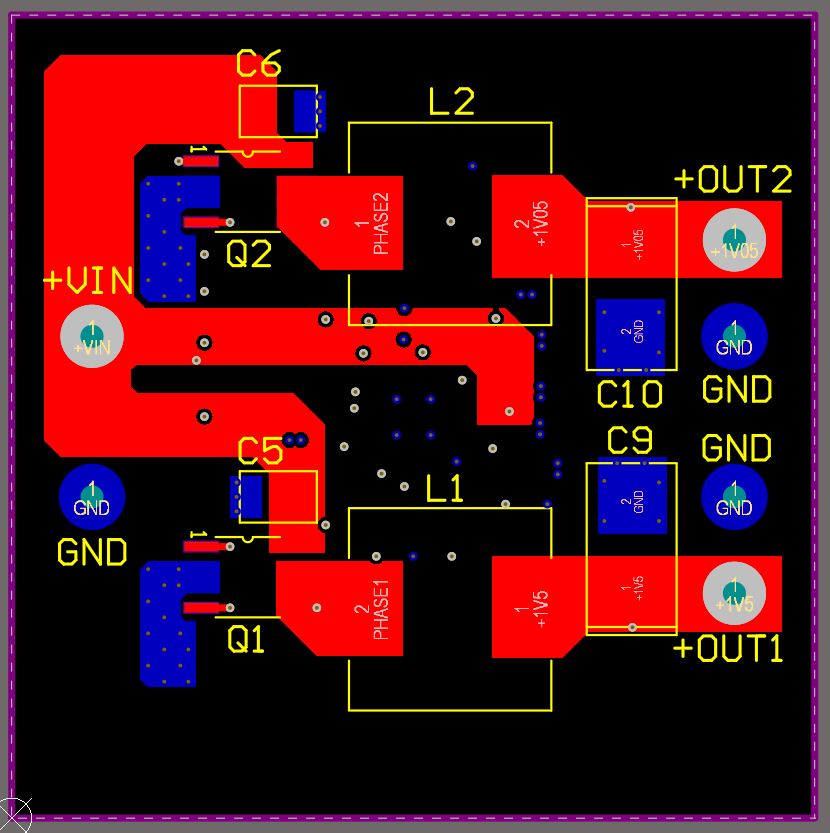 C6
L2
+OUT2
1
1
PHASE2
2
+1V05
1
+1V05
1
+1V05
Q2
+VIN
1
+VIN
2
GND
1
GND
C10
GND
C9
GND
C5
L1
1
GND
2
GND
1
GND
GND
1
2
PHASE1
1
+1V5
1
+1V5
1
+1V5
Q1
+OUT1